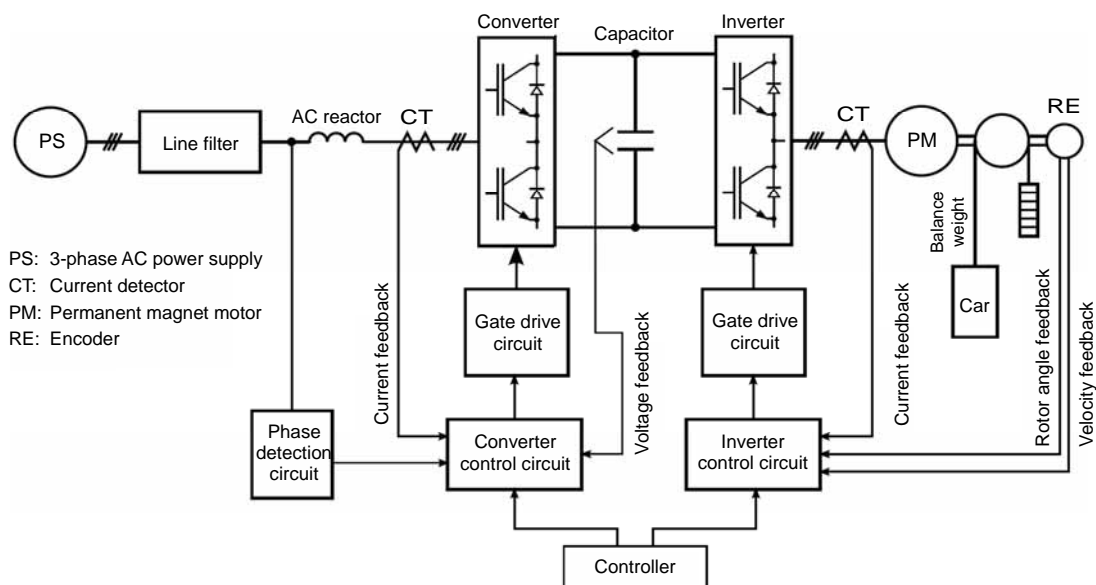 Converter
Capacitor
Inverter
AC reactor
CT
CT
RE
PS
Line filter
PM
Balance
weight
Car
PS: 3-phase AC power supply
CT: Current detector
PM: Permanent magnet motor
RE: Encoder
Current feedback
Gate drive
circuit
Voltage feedback
Gate drive
circuit
Current feedback
Rotor angle feedback
Velocity feedback
Phase
detection
circuit
Converter
control circuit
Inverter
control circuit
Controller